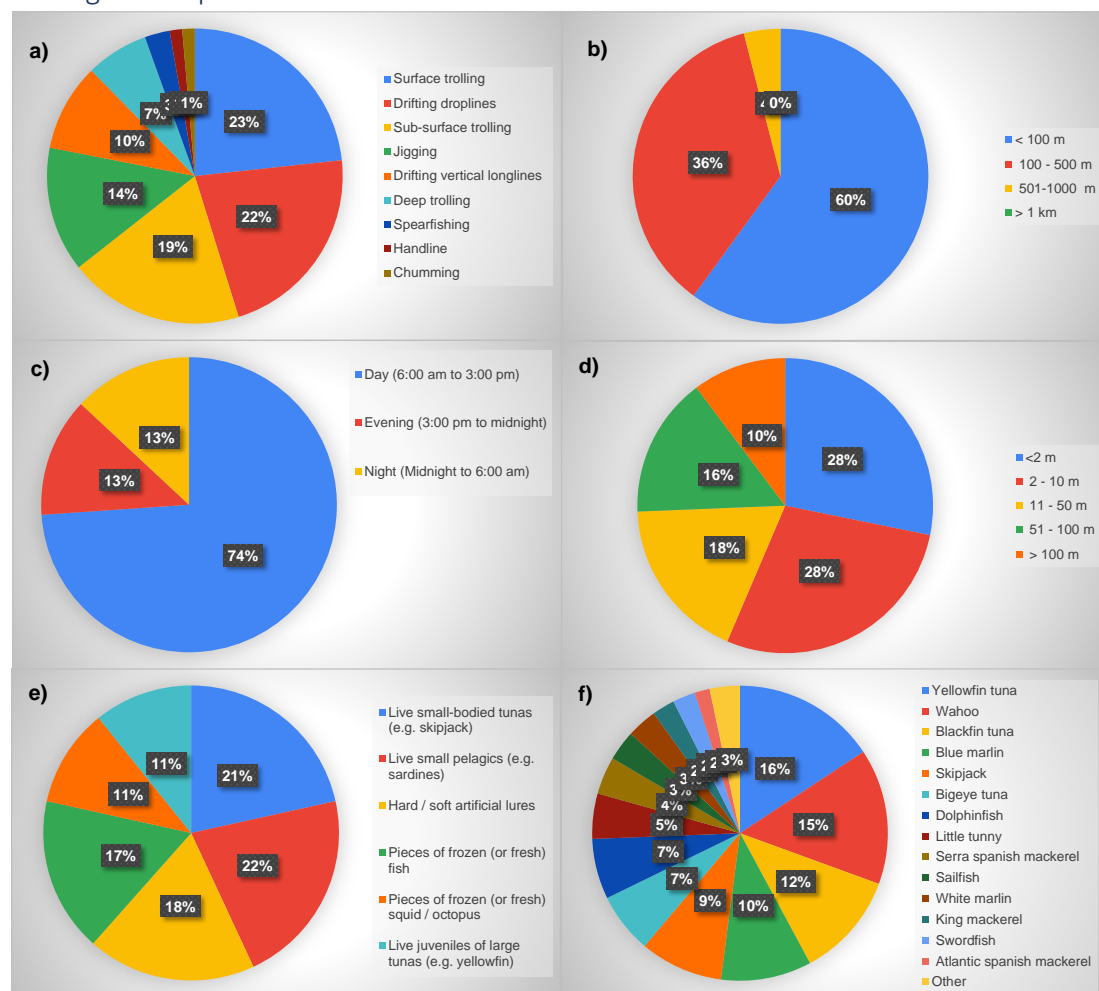 a)
1%
7%
23%
10%
14%
22%
19%
Surface trolling
Drifting droplines
Sub-surface trolling
Jigging
Drifting vertical longlines
Deep trolling
Spearfishing
Handline
Chumming
b)
0%
36%
60%
< 100 m
100 - 500 m
501-1000 m
> 1 km
c)
13%
13%
74%
Day (6:00 am to 3:00 pm)
Evening (3:00 pm to midnight)
Night (Midnight to 6:00 am)
d)
10%
28%
16%
18%
28%
<2 m
2 - 10 m
11 - 50 m
51 - 100 m
> 100 m
e)
11%
21%
11%
17%
22%
18%
Live small-bodied tunas
(e.g. skipjack)
Live small pelagics (e.g.
sardines)
Hard / soft artificial lures
Pieces of frozen (or fresh)
fish
Pieces of frozen (or fresh)
squid / octopus
Live juveniles of large
tunas (e.g. yellowfin)
f)
3%
16%
4%
5%
15%
7%
7%
12%
9%
10%
Yellowfin tuna
Wahoo
Blackfin tuna
Blue marlin
Skipjack
Bigeye tuna
Dolphinfish
Little tunny
Serra spanish mackerel
Sailfish
White marlin
King mackerel
Swordfish
Atlantic spanish mackerel
Other